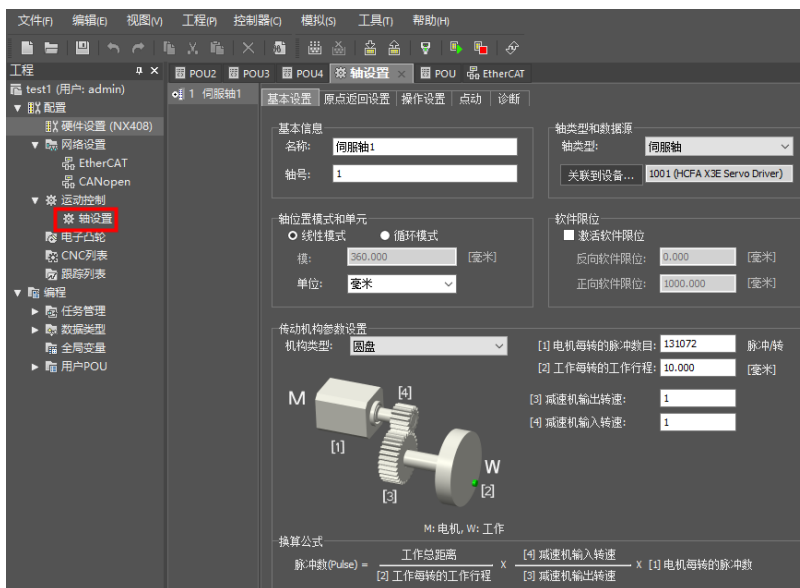 文件(F) 编辑(E) 视图(V) 工程(P) 控制器(C) 模拟(S) 工具(T) 帮助(H)
工程
POU2 POU3 POU4 轴设置 POU EtherCAT
test1 (用户: admin)
配置
硬件设置 (NX408)
网络设置
EtherCAT
CANopen
运动控制
轴设置
电子凸轮
CNC列表
跟踪列表
编程
任务管理
数据类型
全局变量
用户POU
1 伺服轴1
基本设置 原点返回设置 操作设置 点动 诊断
基本信息
名称: 伺服轴1
轴号: 1
轴类型和数据源
轴类型: 伺服轴
关联到设备... 1001 (HCFA X3E Servo Driver)
轴位置模式和单元
线性模式 循环模式
模: 360.000 [毫米]
单位: 毫米
软件限位
激活软件限位
反向软件限位: 0.000 [毫米]
正向软件限位: 1000.000 [毫米]
传动机构参数设置
机构类型: 圆盘
[1] 电机每转的脉冲数目: 131072 脉冲/转
[2] 工作每转的工作行程: 10.000 [毫米]
[3] 减速机输出转速: 1
[4] 减速机输入转速: 1
M
[4]
[1]
W
[3]
[2]
M: 电机, W: 工作
换算公式
脉冲数(Pulse) = 工作总距离 / [2] 工作每转的工作行程 x [4] 减速机输入转速 / [3] 减速机输出转速 x [1] 电机每转的脉冲数